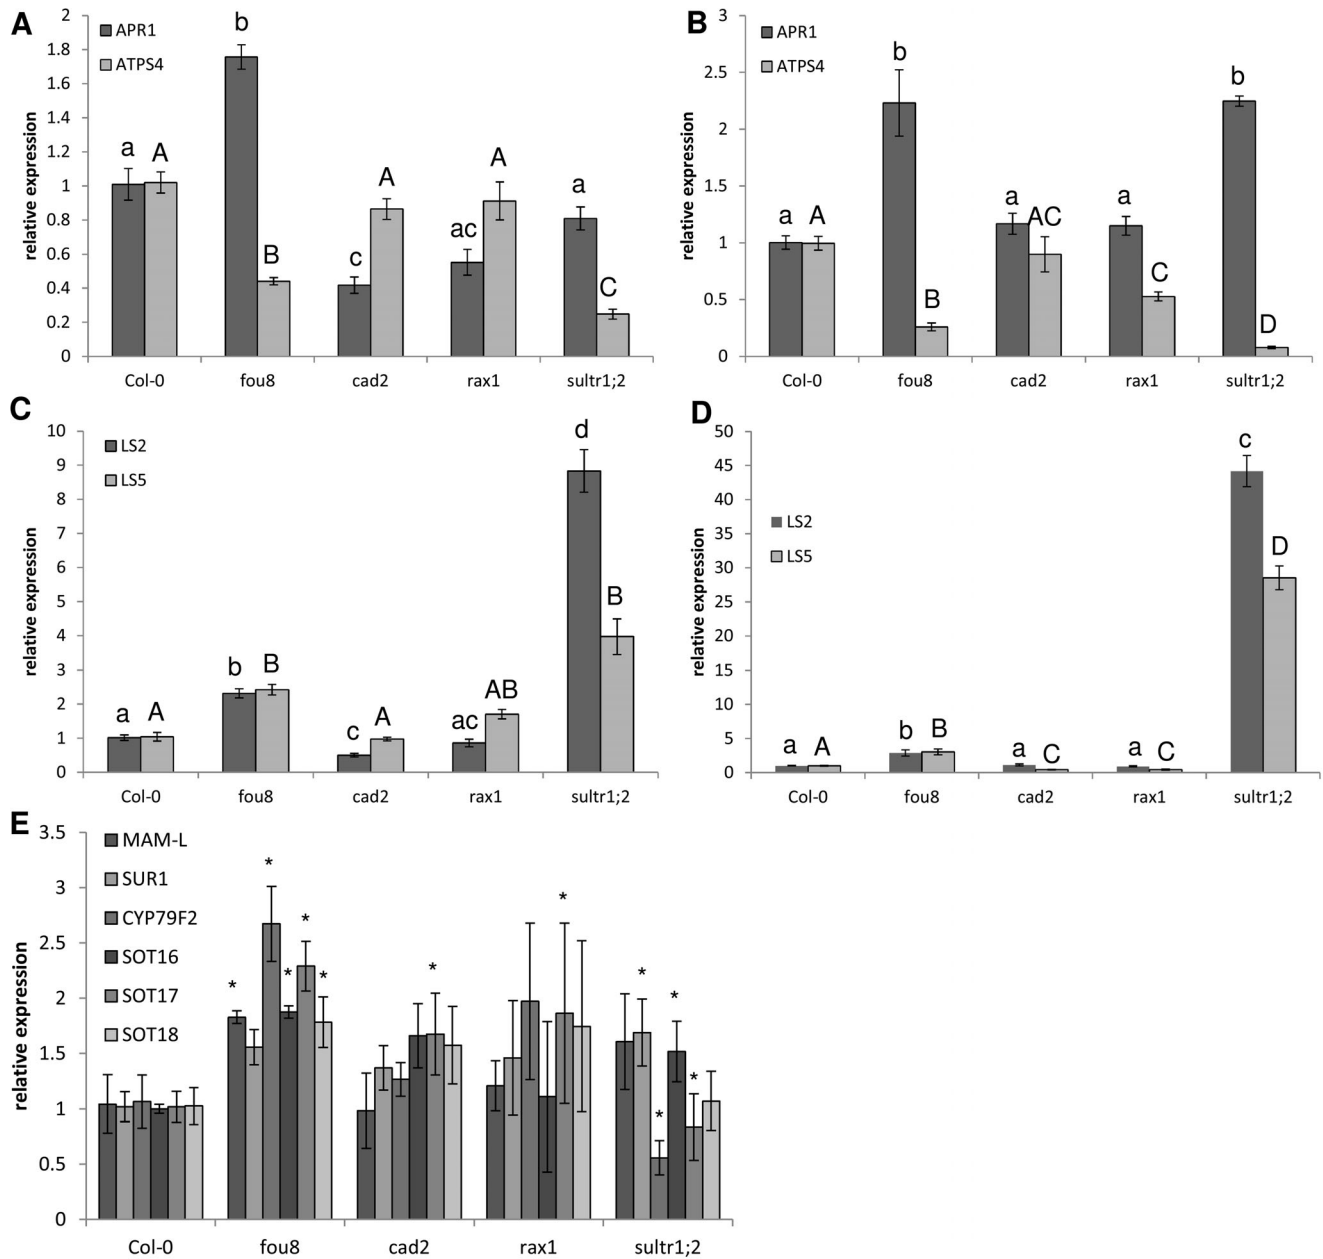 A
relative expression
2
1.8
1.6
1.4
1.2
1
0.8
0.6
0.4
0.2
0
APR1
ATPS4
a A b B c A ac A a C
Col-0 fou8 cad2 rax1 sultr1;2
B
relative expression
3
2.5
2
1.5
1
0.5
0
APR1
ATPS4
a A b B a AC a C b D
Col-0 fou8 cad2 rax1 sultr1;2
C
relative expression
10
9
8
7
6
5
4
3
2
1
0
LS2
LS5
a A b B c A ac AB d B
Col-0 fou8 cad2 rax1 sultr1;2
D
relative expression
50
45
40
35
30
25
20
15
10
5
0
LS2
LS5
a A b B a C a C c D
Col-0 fou8 cad2 rax1 sultr1;2
E
relative expression
3.5
3
2.5
2
1.5
1
0.5
0
MAM-L
SUR1
CYP79F2
SOT16
SOT17
SOT18
* * * * * * * * * * *
Col-0 fou8 cad2 rax1 sultr1;2